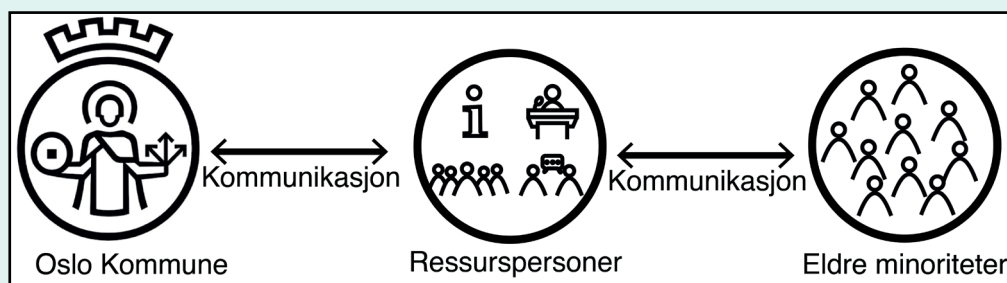 Kommunikasjon
Kommunikasjon
Oslo Kommune
Ressurspersoner
Eldre minoriteter